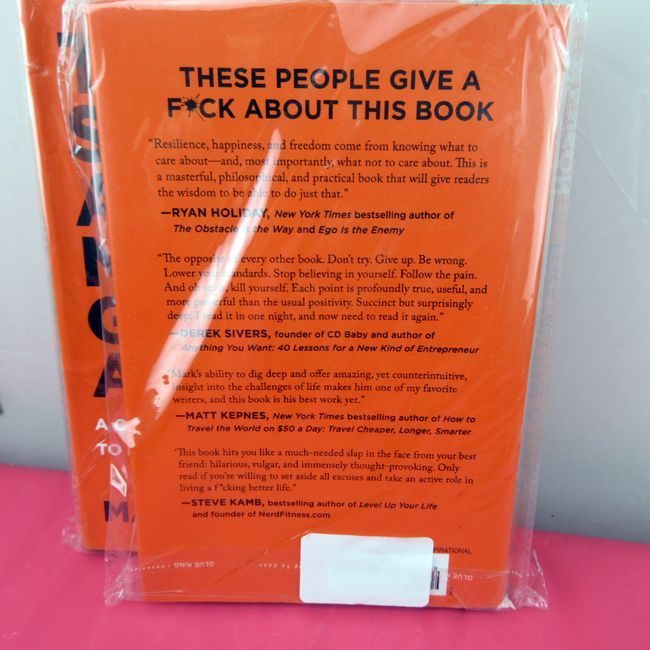 THESE PEOPLE GIVE A
F*CK ABOUT THIS BOOK
"Resilience, happiness, and freedom come from knowing what to
care about—and, most importantly, what not to care about. This is
a masterful, philosophical, and practical book that will give readers
the wisdom to be able to do just that."
—RYAN HOLIDAY, New York Times bestselling author of
The Obstacle Is the Way and Ego Is the Enemy
"The opposite of every other book. Don't try. Give up. Be wrong.
Lower your standards. Stop believing in yourself. Follow the pain.
And oh yeah, kill yourself. Each point is profoundly true, useful, and
more powerful than the usual positivity. Succinct but surprisingly
deep, I read it in one night, and now need to read it again."
—DEREK SIVERS, founder of CD Baby and author of
Anything You Want: 40 Lessons for a New Kind of Entrepreneur
"Mark's ability to dig deep and offer amazing, yet counterintuitive,
insight into the challenges of life makes him one of my favorite
writers, and this book is his best work yet."
—MATT KEPNES, New York Times bestselling author of How to
Travel the World on $50 a Day: Travel Cheaper, Longer, Smarter
"This book hits you like a much-needed slap in the face from your best
friend: hilarious, vulgar, and immensely thought-provoking. Only
read if you're willing to set aside all excuses and take an active role in
living a f*cking better life."
—STEVE KAMB, bestselling author of Level Up Your Life
and founder of NerdFitness.com
GLUE KING